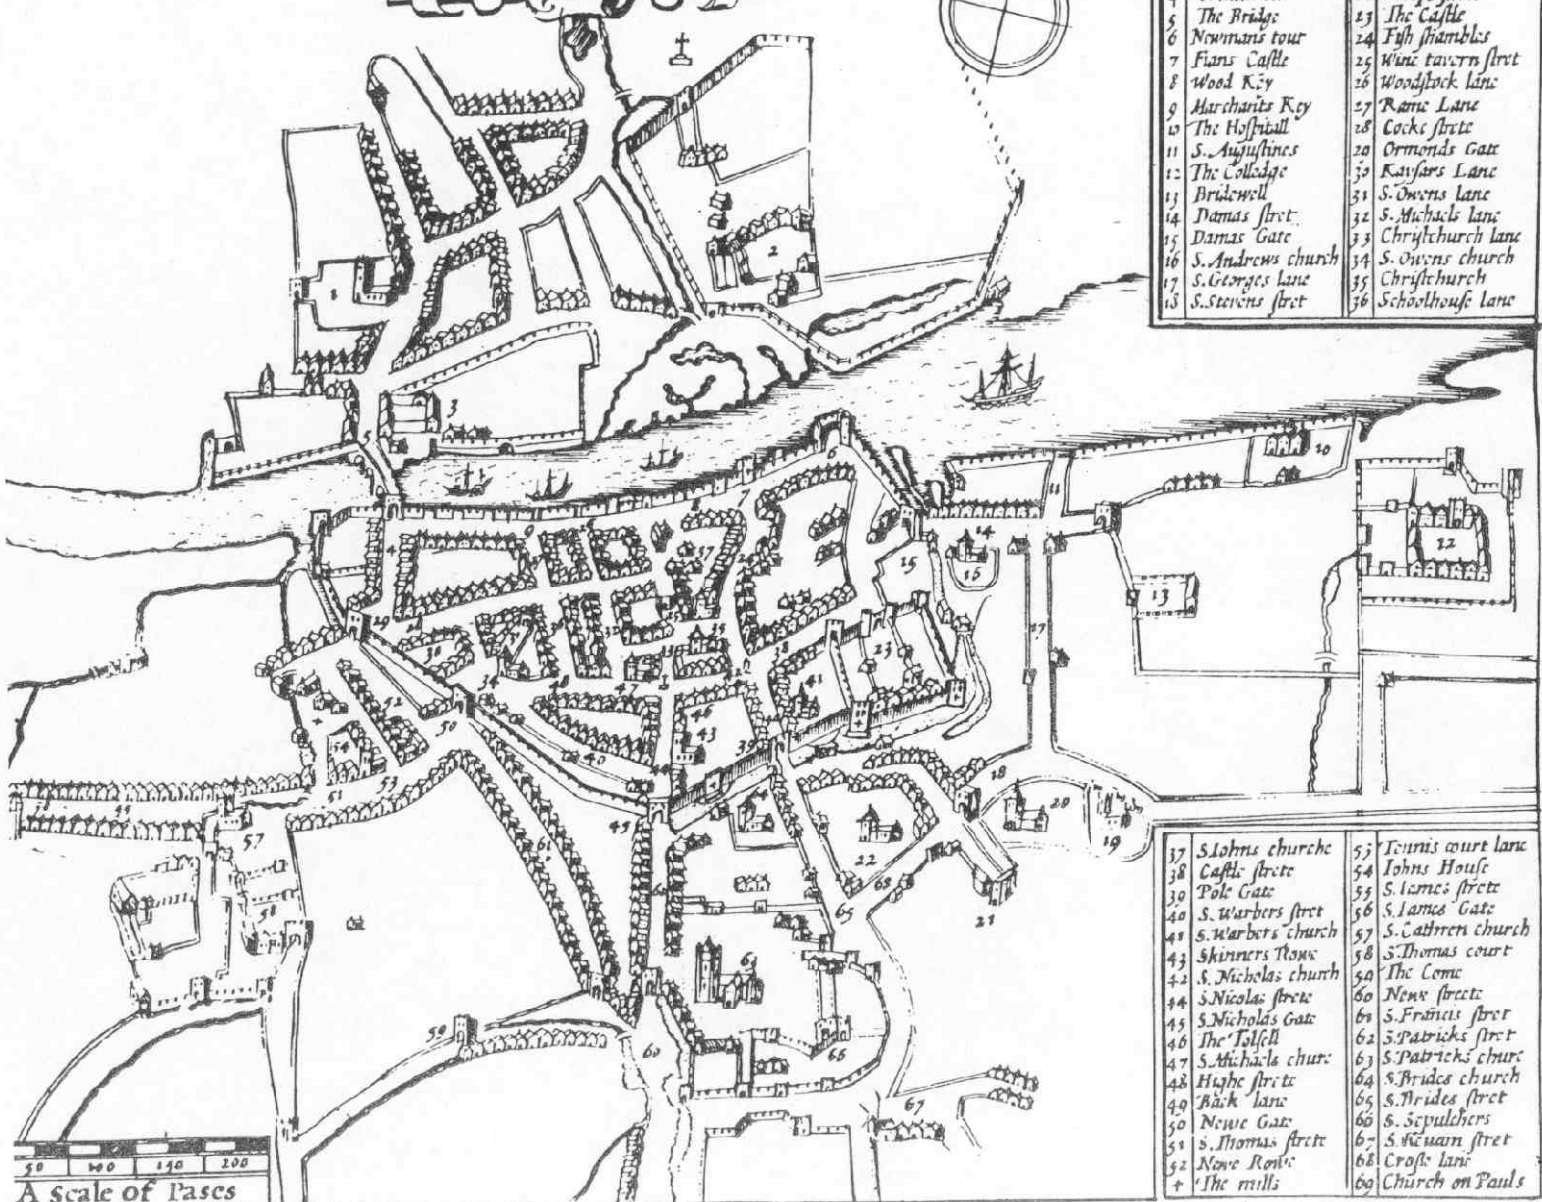 5 The Bridge
6 Newmans tour
7 Fians Castle
8 Wood Key
9 Marchants Key
10 The Hospitall
11 S. Augustines
12 The Colledge
13 Bridewell
14 Damas stret
15 Damas Gate
16 S. Andrews church
17 S. Georges lane
18 S. Stevens stret
23 The Castle
24 Fish shambles
25 Wine tavern stret
26 Woodstock lane
27 Rame Lane
28 Cocke strete
20 Ormonds Gate
30 Kaysars Lane
31 S. Owens lane
32 S. Michaels lane
33 Chrystchurch lane
34 S. Owens church
35 Christchurch
36 Schoolhouse lane
37 S. Iohns churche
38 Castle strete
39 Pole Gate
40 S. Warbers stret
41 S. Warbers church
43 Skinners Rowe
42 S. Nicholas church
44 S. Nicolas strete
45 S. Nicholas Gate
46 The Tolsell
47 S. Michaels churc
48 Highe strete
49 Back lane
50 Newe Gate
51 S. Thomas strete
52 Newe Rowe
+ The mills
53 Tennis court lane
54 Iohns House
55 S. Iames strete
56 S. Iames Gate
57 S. Cathren church
58 S. Thomas court
59 The Come
60 Newe streete
61 S. Francis stret
62 S. Patricks stret
63 S. Patricks churc
64 S. Brides church
65 S. Brides stret
66 S. Sepulchers
67 S. Kevam stret
68 Crosse lane
69 Church on Pauls
50 100 150 200
A scale of Pases